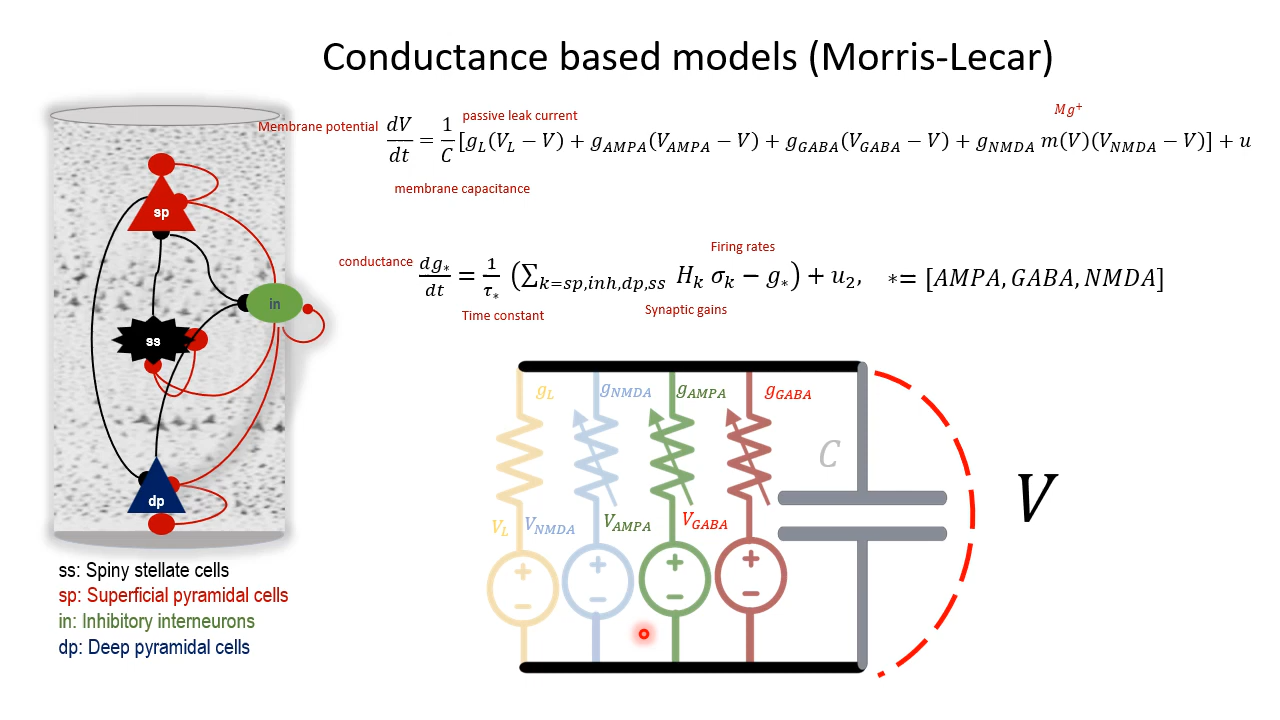 Conductance based models (Morris-Lecar)
passive leak current
Mg⁺
Membrane potential
dV/dt = 1/C [g_L(V_L − V) + g_AMPA(V_AMPA − V) + g_GABA(V_GABA − V) + g_NMDA m(V)(V_NMDA − V)] + u
membrane capacitance
Firing rates
conductance
dg_*/dt = 1/τ_* (∑_k=sp,inh,dp,ss H_k σ_k − g_*) + u_2, *= [AMPA, GABA, NMDA]
Time constant
Synaptic gains
sp
in
ss
dp
g_L g_NMDA g_AMPA g_GABA
C
V
V_L V_NMDA V_AMPA V_GABA
+ + + +
− − − −
ss: Spiny stellate cells
sp: Superficial pyramidal cells
in: Inhibitory interneurons
dp: Deep pyramidal cells